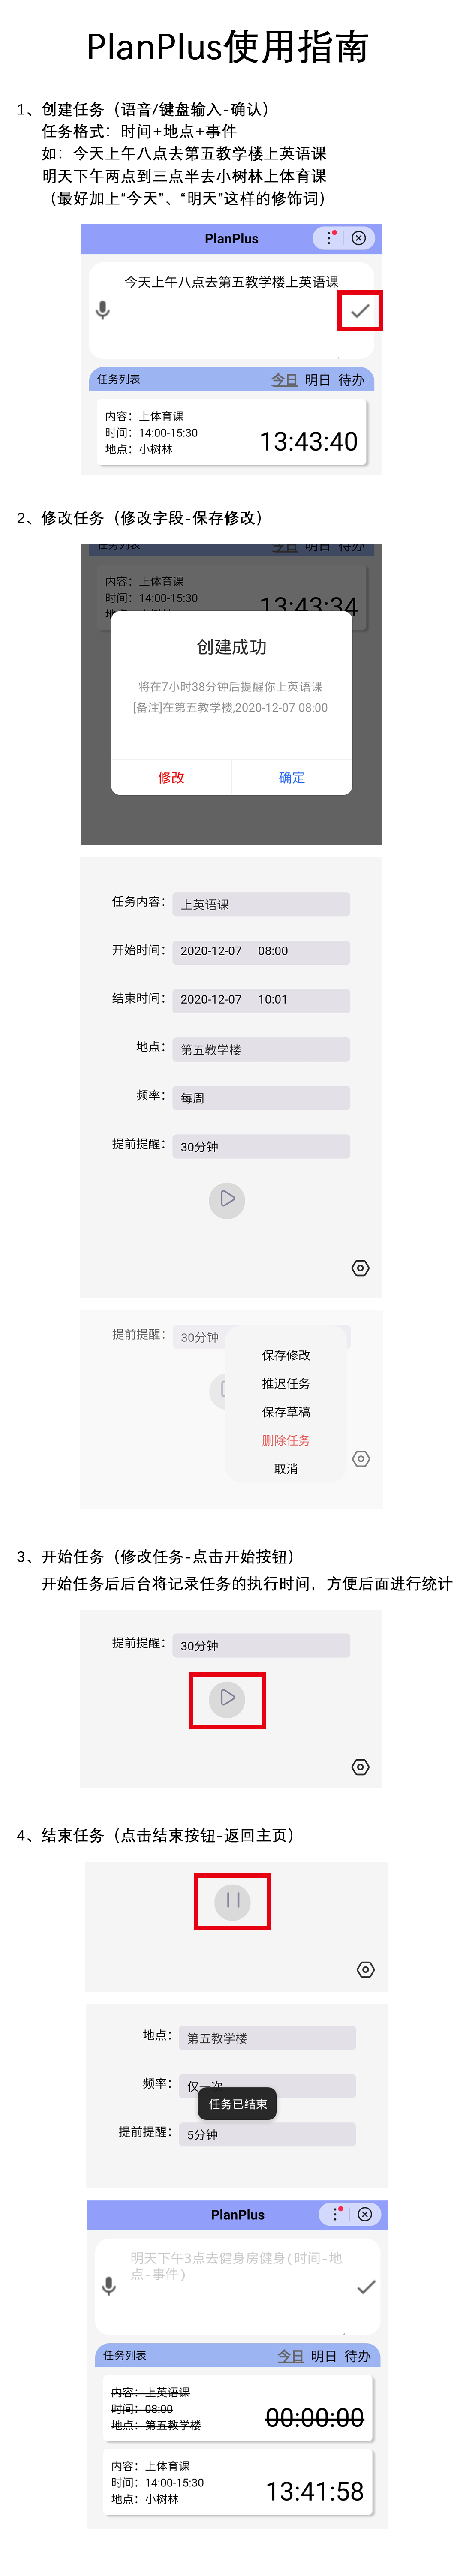 PlanPlus使用指南
1、创建任务（语音/键盘输入-确认）
任务格式：时间+地点+事件
如：今天上午八点去第五教学楼上英语课
明天下午两点到三点半去小树林上体育课
（最好加上“今天”、“明天”这样的修饰词）
PlanPlus
今天上午八点去第五教学楼上英语课
任务列表 今日 明日 待办
内容：上体育课
时间：14:00-15:30
地点：小树林
13:43:40
2、修改任务（修改字段-保存修改）
任务列表 今日 明日 待办
内容：上体育课
时间：14:00-15:30
地点：小树林
13:43:34
创建成功
将在7小时38分钟后提醒你上英语课
[备注]在第五教学楼,2020-12-07 08:00
修改 确定
任务内容： 上英语课
开始时间： 2020-12-07 08:00
结束时间： 2020-12-07 10:01
地点： 第五教学楼
频率： 每周
提前提醒： 30分钟
提前提醒： 30分钟
保存修改
推迟任务
保存草稿
删除任务
取消
3、开始任务（修改任务-点击开始按钮）
开始任务后后台将记录任务的执行时间，方便后面进行统计
提前提醒： 30分钟
4、结束任务（点击结束按钮-返回主页）
地点： 第五教学楼
频率： 仅一次
任务已结束
提前提醒： 5分钟
PlanPlus
明天下午3点去健身房健身(时间-地
点-事件)
任务列表 今日 明日 待办
内容：上英语课
时间：08:00
地点：第五教学楼
00:00:00
内容：上体育课
时间：14:00-15:30
地点：小树林
13:41:58